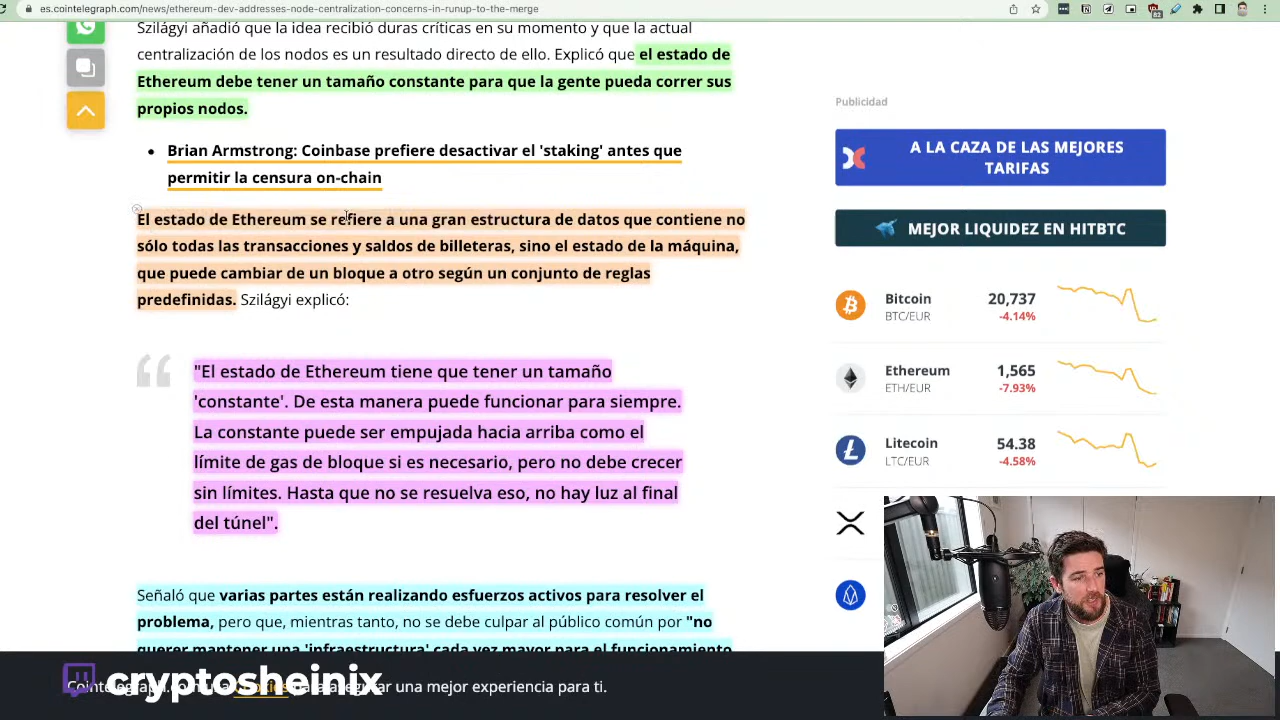 es.cointelegraph.com/news/ethereum-dev-addresses-node-centralization-concerns-in-runup-to-the-merge
Szilágyi añadió que la idea recibió duras críticas en su momento y que la actual
centralización de los nodos es un resultado directo de ello. Explicó que el estado de
Ethereum debe tener un tamaño constante para que la gente pueda correr sus
propios nodos.
• Brian Armstrong: Coinbase prefiere desactivar el 'staking' antes que
permitir la censura on-chain
El estado de Ethereum se refiere a una gran estructura de datos que contiene no
sólo todas las transacciones y saldos de billeteras, sino el estado de la máquina,
que puede cambiar de un bloque a otro según un conjunto de reglas
predefinidas. Szilágyi explicó:
"El estado de Ethereum tiene que tener un tamaño
'constante'. De esta manera puede funcionar para siempre.
La constante puede ser empujada hacia arriba como el
límite de gas de bloque si es necesario, pero no debe crecer
sin límites. Hasta que no se resuelva eso, no hay luz al final
del túnel".
Señaló que varias partes están realizando esfuerzos activos para resolver el
problema, pero que, mientras tanto, no se debe culpar al público común por "no
querer mantener una 'infraestructura' cada vez mayor para el funcionamiento
Publicidad
A LA CAZA DE LAS MEJORES
TARIFAS
MEJOR LIQUIDEZ EN HITBTC
Bitcoin 20,737
BTC/EUR -4.14%
Ethereum 1,565
ETH/EUR -7.93%
Litecoin 54.38
LTC/EUR -4.58%
cryptosheinix
una mejor experiencia para ti.